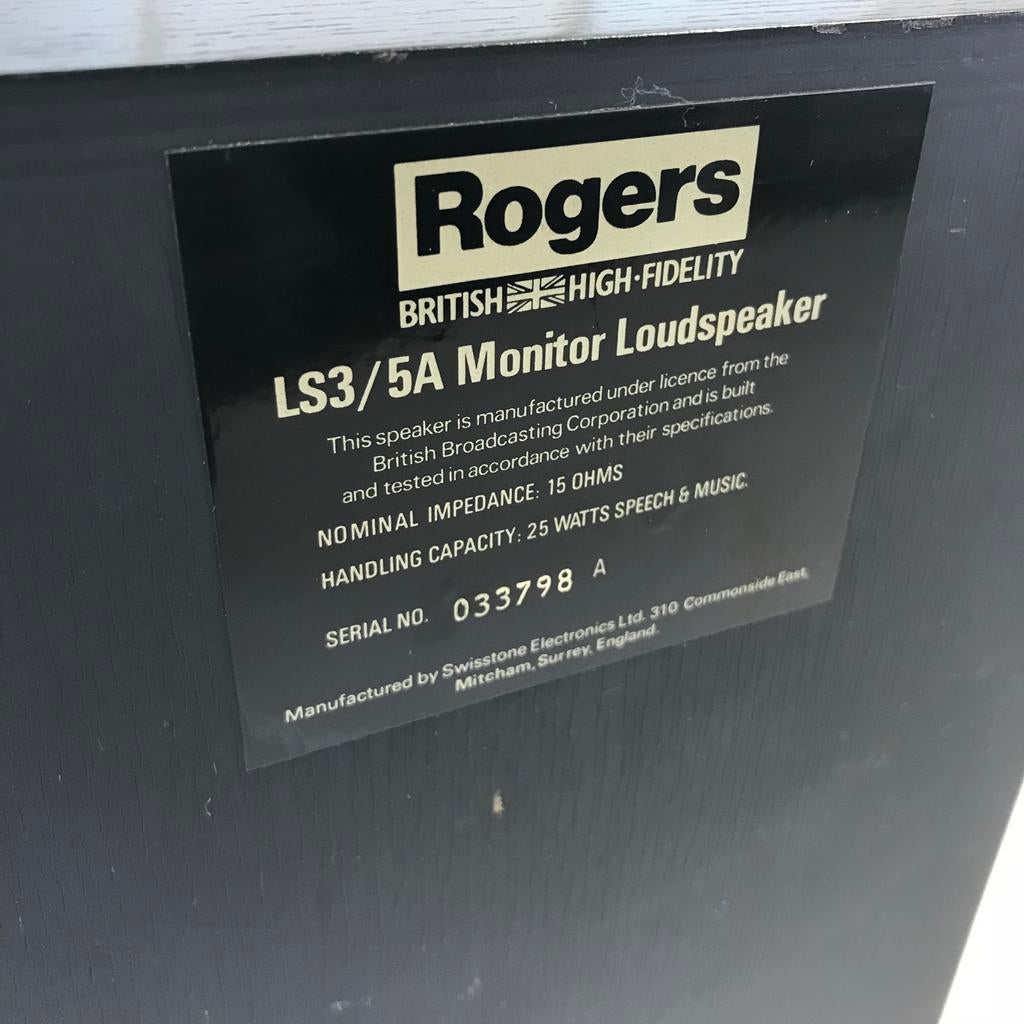 Rogers
BRITISH HIGH·FIDELITY
LS3/5A Monitor Loudspeaker
This speaker is manufactured under licence from the
British Broadcasting Corporation and is built
and tested in accordance with their specifications.
NOMINAL IMPEDANCE: 15 OHMS
HANDLING CAPACITY: 25 WATTS SPEECH & MUSIC.
SERIAL NO. 033798 A
Manufactured by Swisstone Electronics Ltd. 310 Commonside East,
Mitcham, Surrey, England.